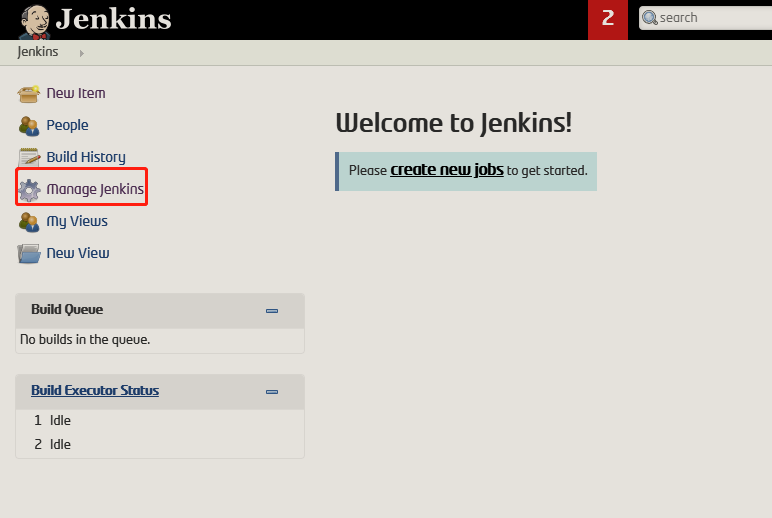 Jenkins
2
search
Jenkins
New Item
People
Build History
Manage Jenkins
My Views
New View
Welcome to Jenkins!
Please create new jobs to get started.
Build Queue
No builds in the queue.
Build Executor Status
1 Idle
2 Idle